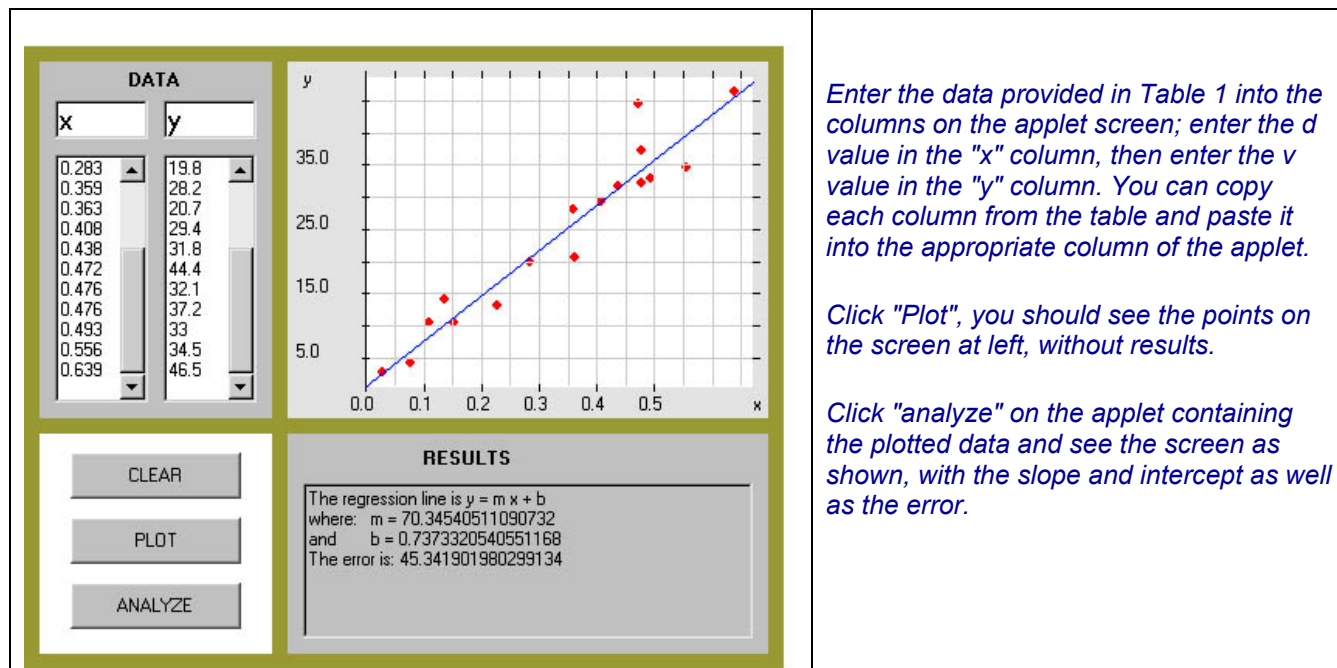 DATA
x y
0.283 19.8
0.359 28.2
0.363 20.7
0.408 29.4
0.438 31.8
0.472 44.4
0.476 32.1
0.476 37.2
0.493 33
0.556 34.5
0.639 46.5
y
35.0
25.0
15.0
5.0
0.0 0.1 0.2 0.3 0.4 0.5 x
CLEAR
PLOT
ANALYZE
RESULTS
The regression line is y = m x + b
where: m = 70.34540511090732
and b = 0.7373320540551168
The error is: 45.341901980299134
Enter the data provided in Table 1 into the
columns on the applet screen; enter the d
value in the "x" column, then enter the v
value in the "y" column. You can copy
each column from the table and paste it
into the appropriate column of the applet.
Click "Plot", you should see the points on
the screen at left, without results.
Click "analyze" on the applet containing
the plotted data and see the screen as
shown, with the slope and intercept as well
as the error.